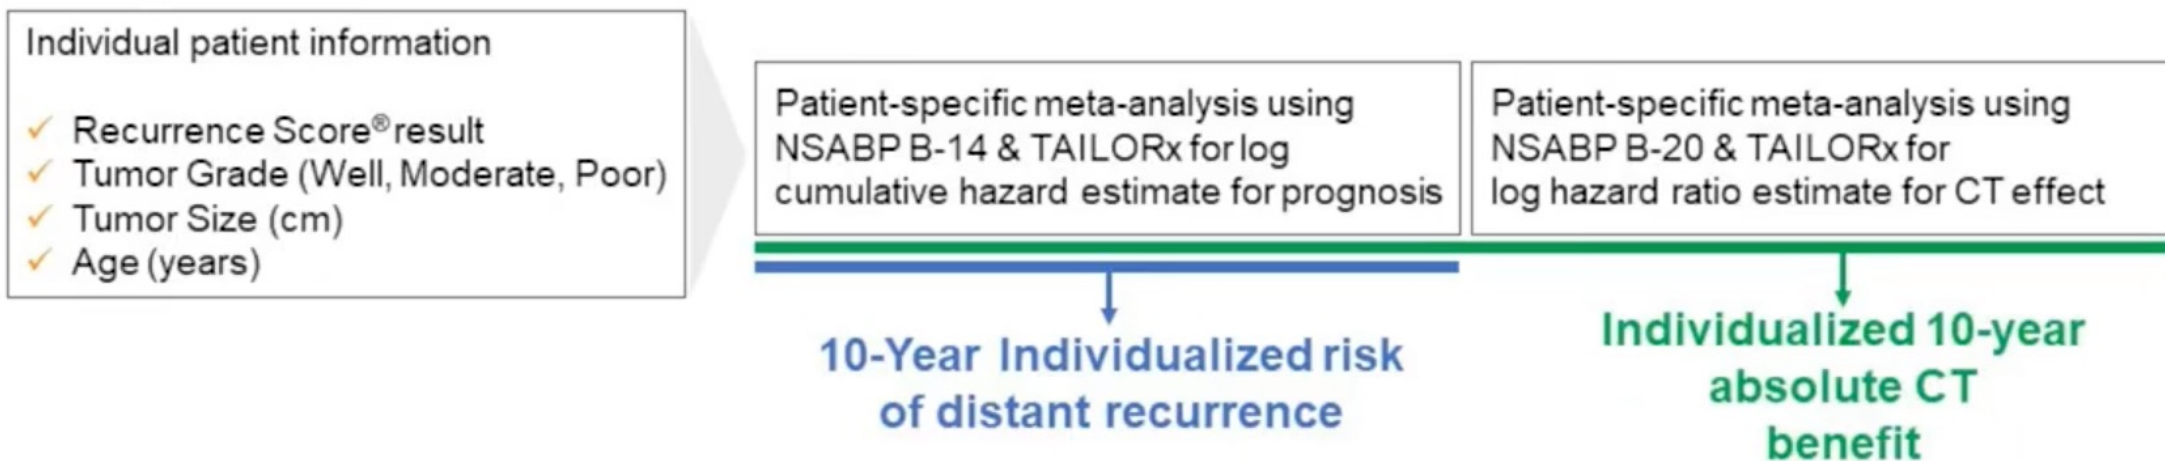 Individual patient information
✓ Recurrence Score® result
✓ Tumor Grade (Well, Moderate, Poor)
✓ Tumor Size (cm)
✓ Age (years)
Patient-specific meta-analysis using
NSABP B-14 & TAILORx for log
cumulative hazard estimate for prognosis
Patient-specific meta-analysis using
NSABP B-20 & TAILORx for
log hazard ratio estimate for CT effect
10-Year Individualized risk
of distant recurrence
Individualized 10-year
absolute CT
benefit